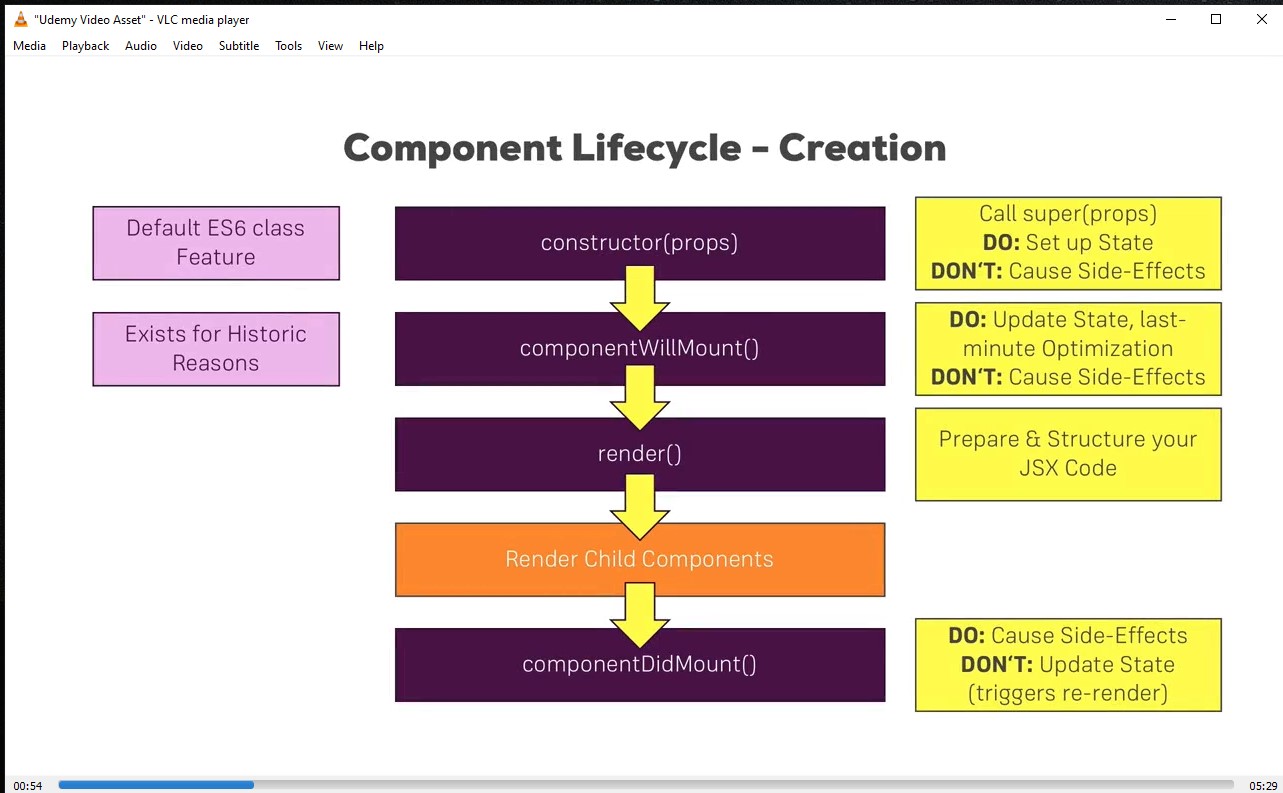 "Udemy Video Asset" - VLC media player
Media Playback Audio Video Subtitle Tools View Help
Component Lifecycle – Creation
Default ES6 class
Feature
constructor(props)
Call super(props)
DO: Set up State
DON‘T: Cause Side-Effects
Exists for Historic
Reasons
componentWillMount()
DO: Update State, last-
minute Optimization
DON‘T: Cause Side-Effects
render()
Prepare & Structure your
JSX Code
Render Child Components
componentDidMount()
DO: Cause Side-Effects
DON‘T: Update State
(triggers re-render)
00:54
05:29